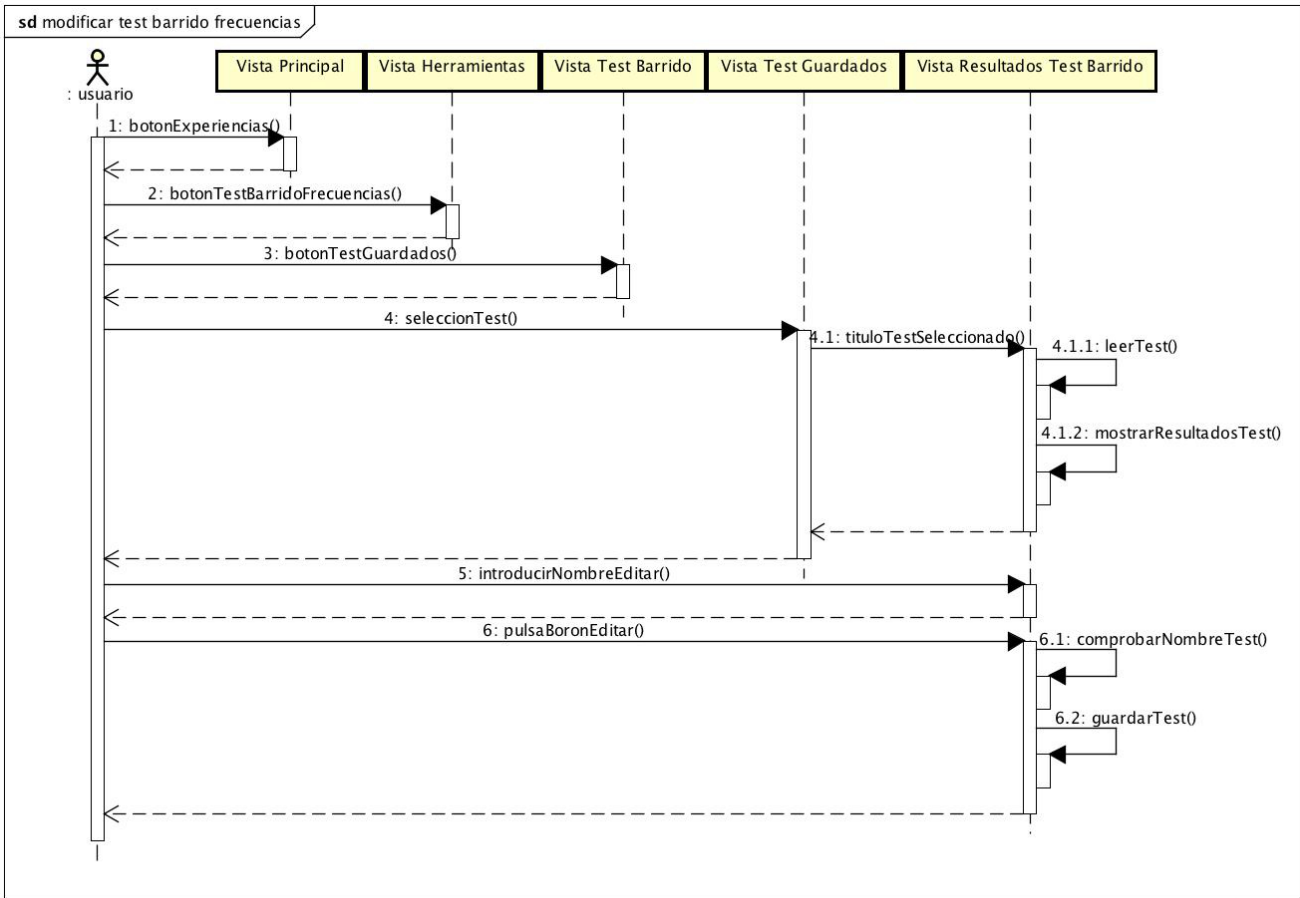 sd modificar test barrido frecuencias
: usuario
Vista Principal
Vista Herramientas
Vista Test Barrido
Vista Test Guardados
Vista Resultados Test Barrido
1: botonExperiencias()
2: botonTestBarridoFrecuencias()
3: botonTestGuardados()
4: seleccionTest()
4.1: tituloTestSeleccionado()
4.1.1: leerTest()
4.1.2: mostrarResultadosTest()
5: introducirNombreEditar()
6: pulsaBoronEditar()
6.1: comprobarNombreTest()
6.2: guardarTest()